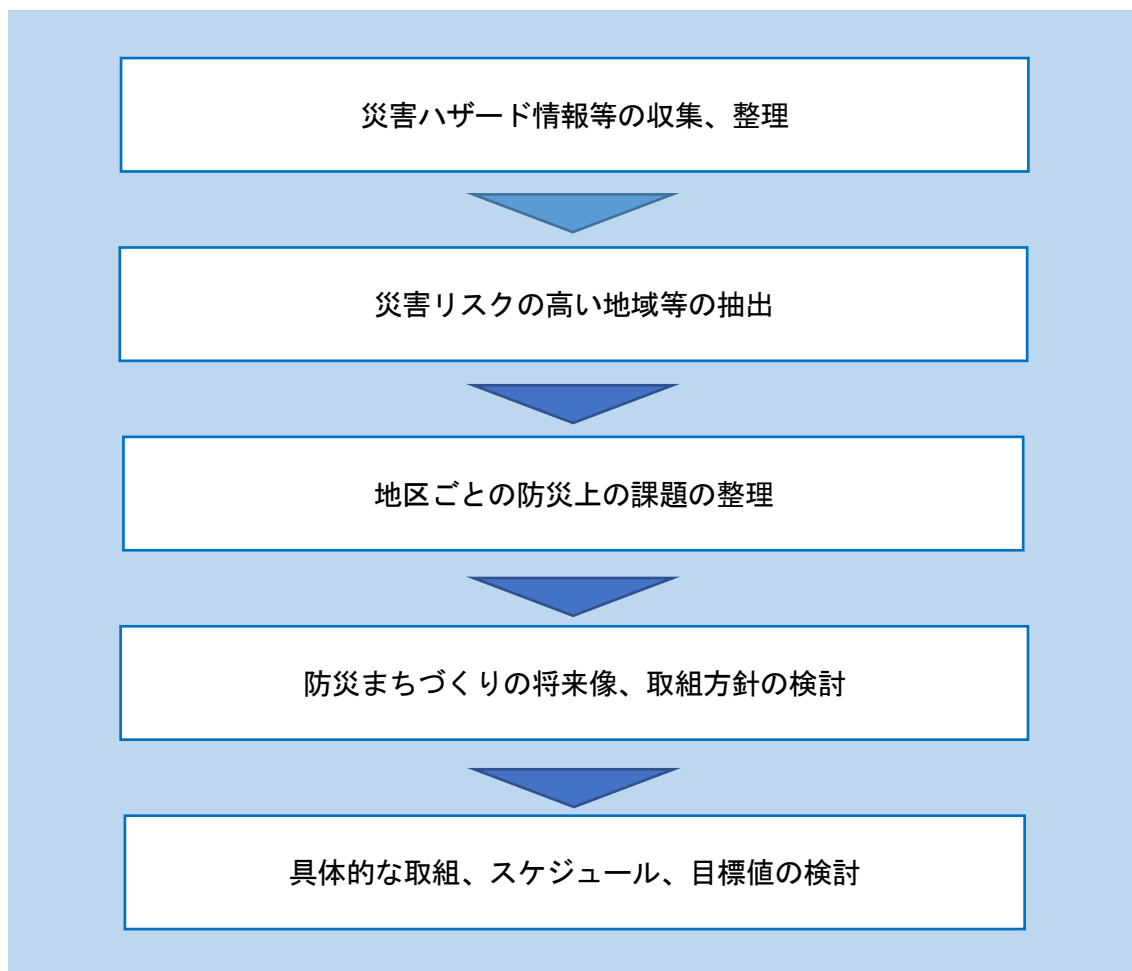 災害ハザード情報等の収集、整理
災害リスクの高い地域等の抽出
地区ごとの防災上の課題の整理
防災まちづくりの将来像、取組方針の検討
具体的な取組、スケジュール、目標値の検討